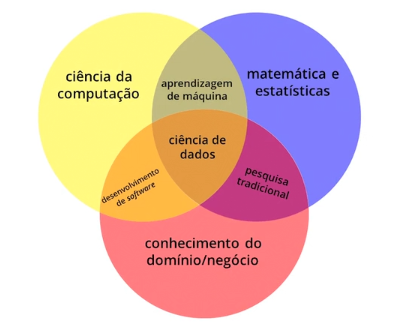 ciência da
computação
matemática e
estatísticas
aprendizagem
de máquina
ciência de
dados
desenvolvimento
de software
pesquisa
tradicional
conhecimento do
domínio/negócio